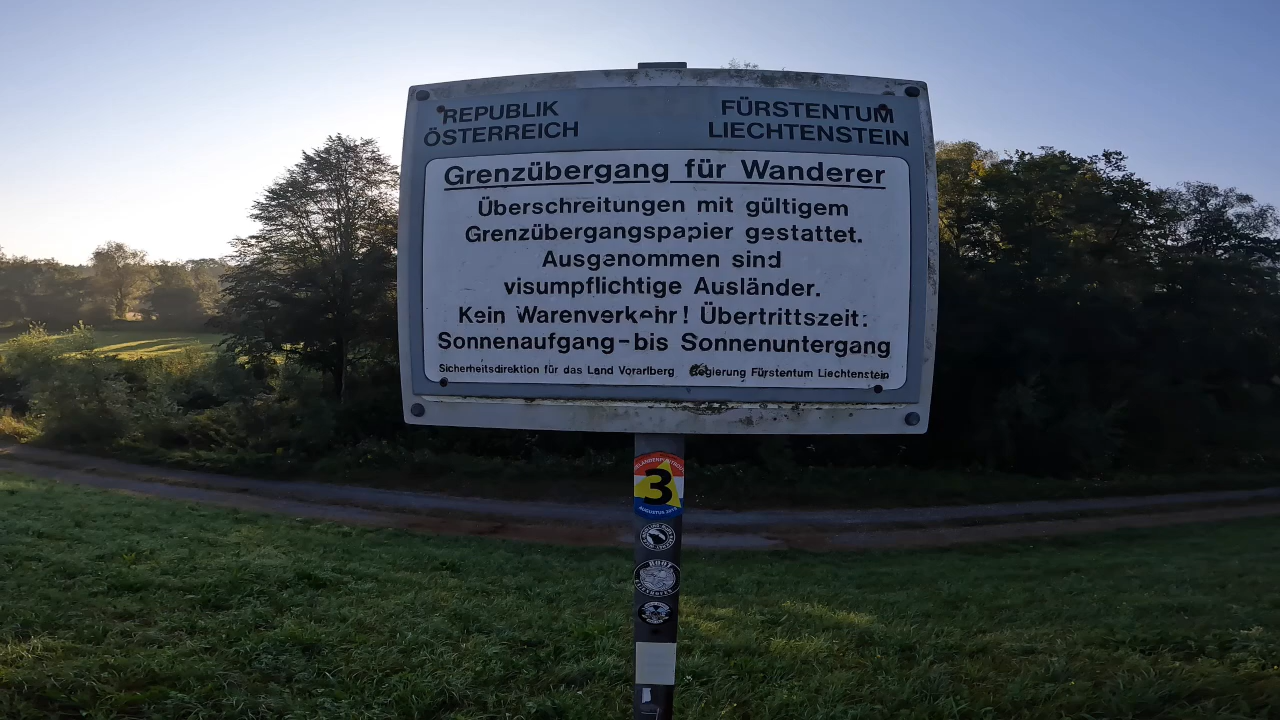 REPUBLIK
ÖSTERREICH
FÜRSTENTUM
LIECHTENSTEIN
Grenzübergang für Wanderer
Überschreitungen mit gültigem
Grenzübergangspapier gestattet.
Ausgenommen sind
visumpflichtige Ausländer.
Kein Warenverkehr! Übertrittszeit:
Sonnenaufgang-bis Sonnenuntergang
Sicherheitsdirektion für das Land Vorarlberg Regierung Fürstentum Liechtenstein
3